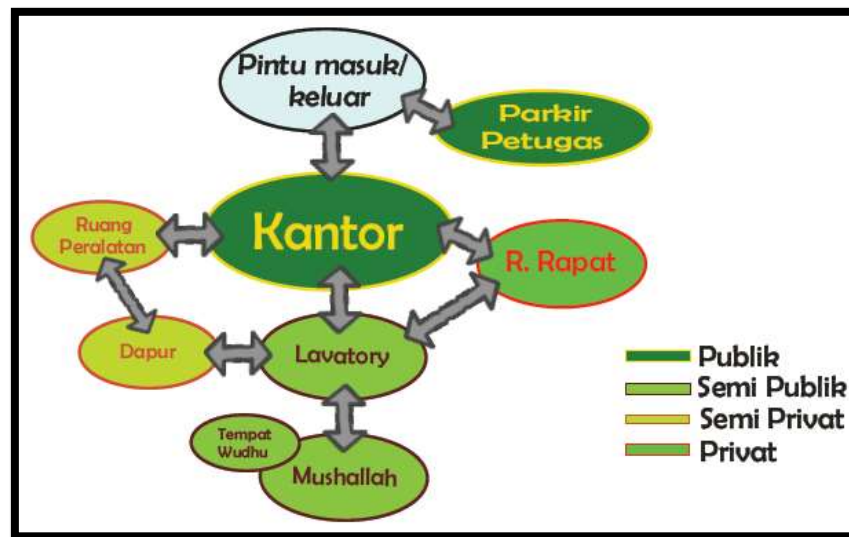 Pintu masuk/
keluar
Parkir
Petugas
Kantor
Ruang
Peralatan
R. Rapat
Dapur
Lavatory
Tempat
Wudhu
Mushallah
Publik
Semi Publik
Semi Privat
Privat